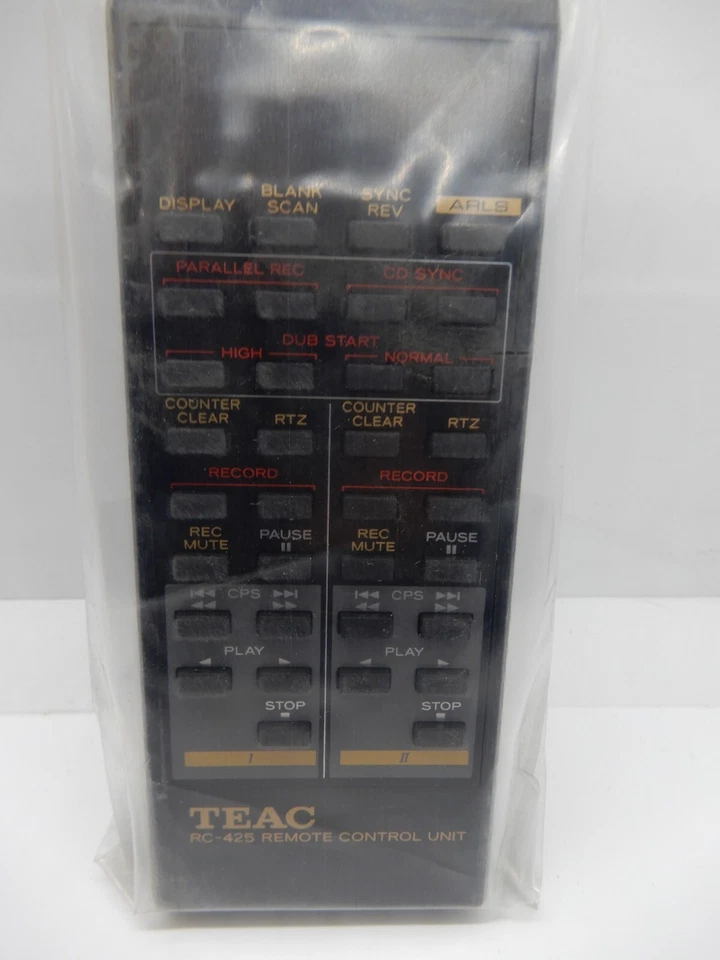 DISPLAY BLANK SCAN SYNC REV ARLS
PARALLEL REC CD SYNC
DUB START
HIGH NORMAL
COUNTER CLEAR RTZ COUNTER CLEAR RTZ
RECORD RECORD
REC MUTE PAUSE REC MUTE PAUSE
CPS CPS
PLAY PLAY
STOP STOP
I II
TEAC
RC-425 REMOTE CONTROL UNIT